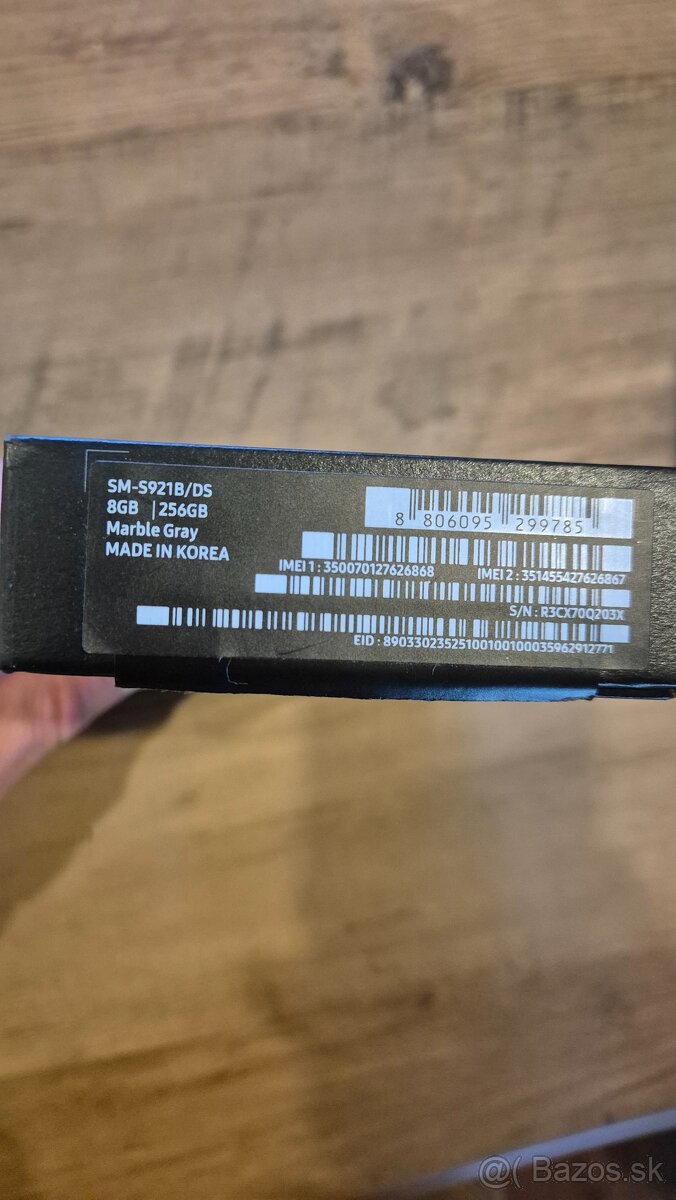 SM-S921B/DS
8GB | 256GB
Marble Gray
MADE IN KOREA
8 806095 299785
IMEI 1 : 350070127626868
IMEI 2 : 351455427626867
S/N : R3CX70Q203X
EID : 89033023525100100100035962912771
@( Bazos.sk